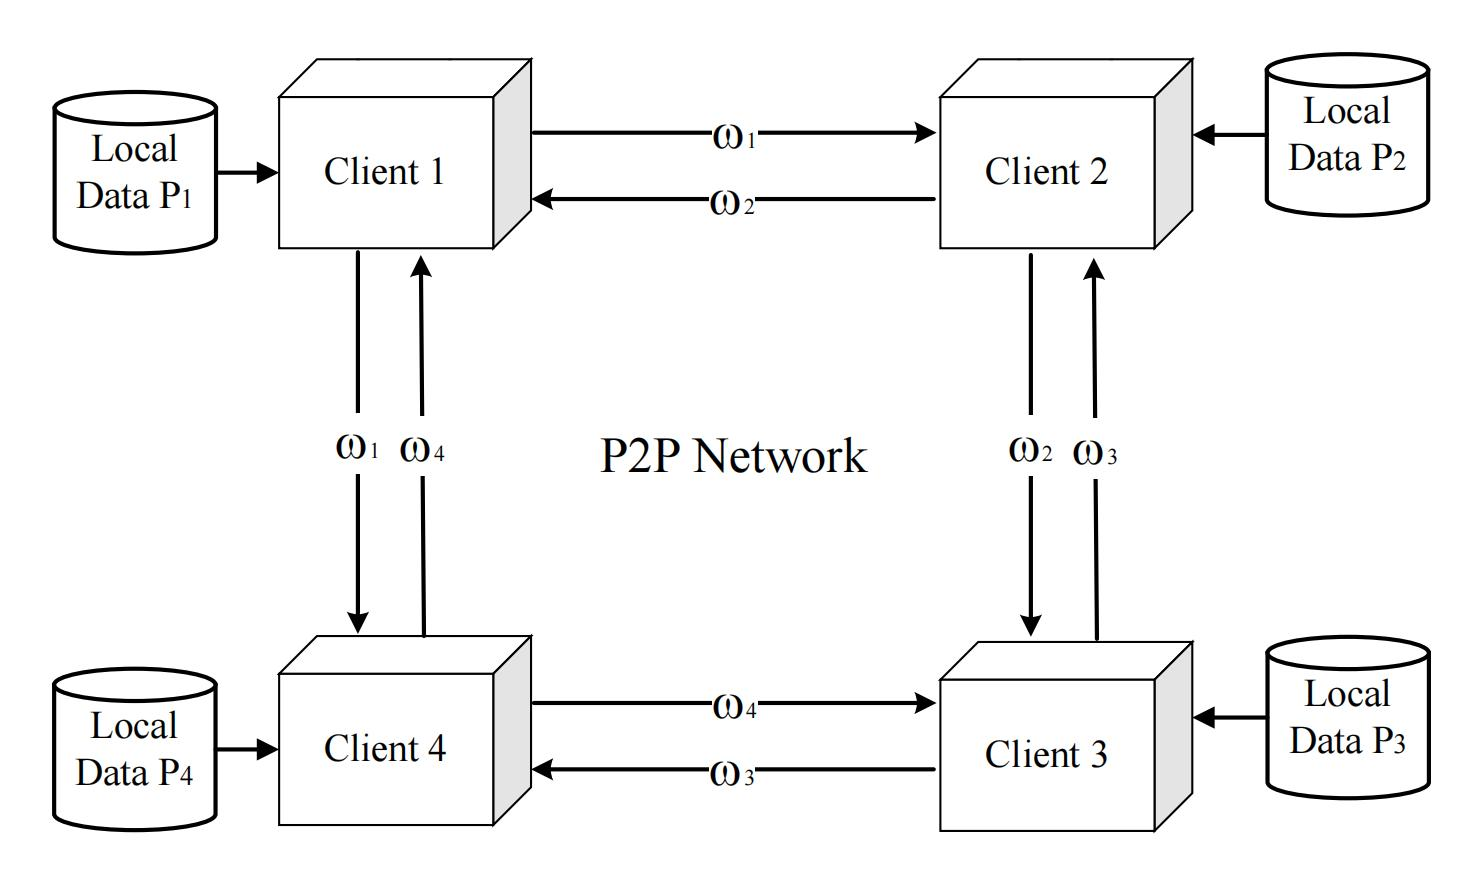 Local
Data P1
Client 1
ω1
ω2
Client 2
Local
Data P2
ω1
ω4
P2P Network
ω2
ω3
Local
Data P4
Client 4
ω4
ω3
Client 3
Local
Data P3